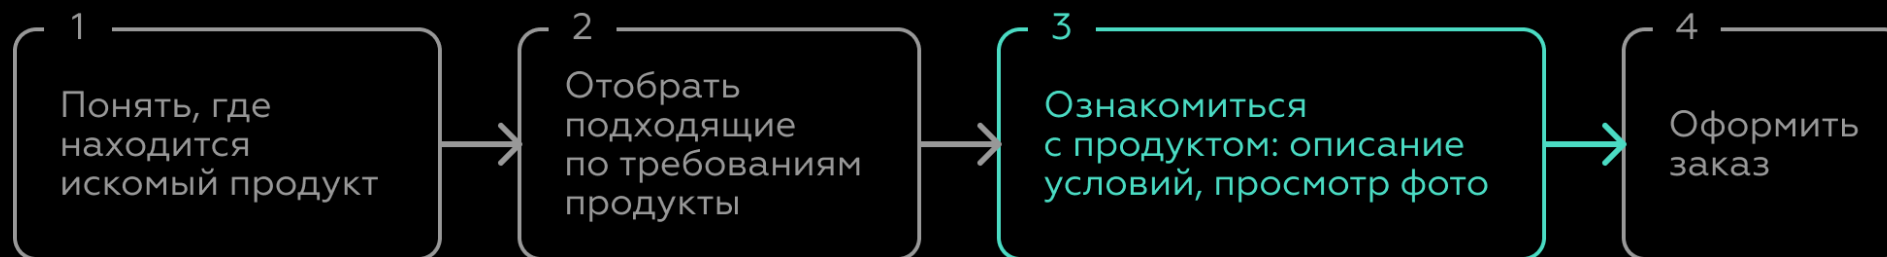 1
Понять, где
находится
искомый продукт
2
Отобрать
подходящие
по требованиям
продукты
3
Ознакомиться
с продуктом: описание
условий, просмотр фото
4
Оформить
заказ